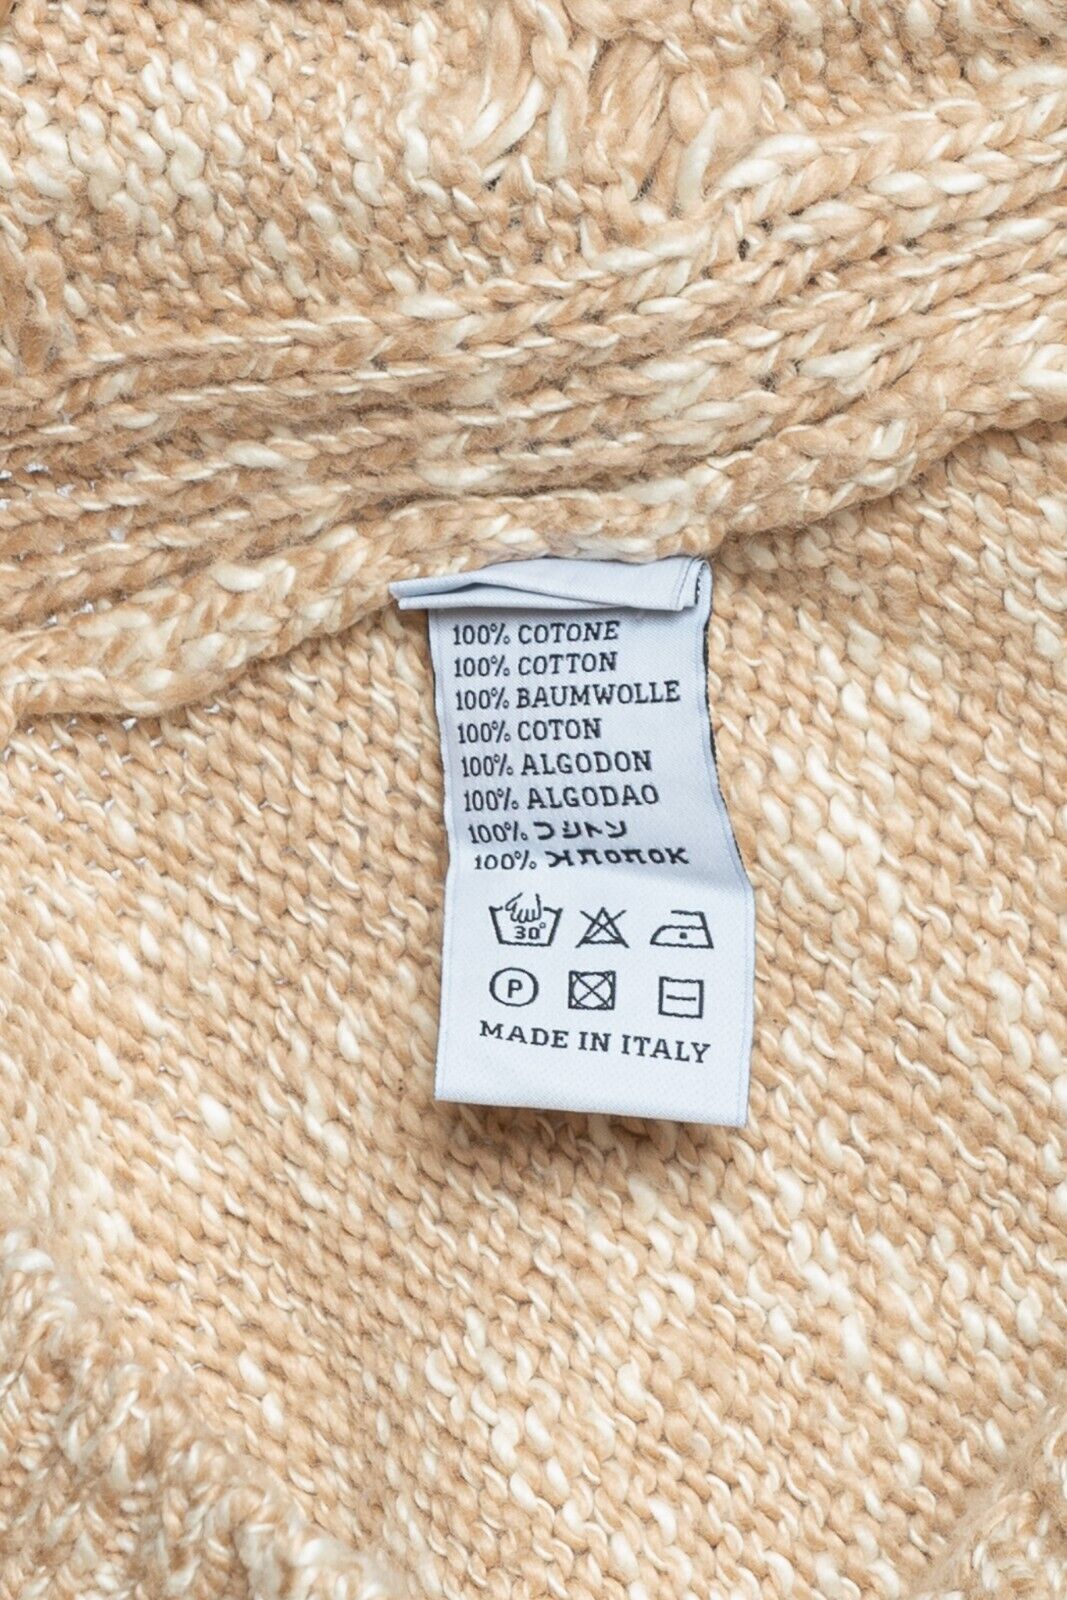 100% COTONE
100% COTTON
100% BAUMWOLLE
100% COTON
100% ALGODON
100% ALGODAO
100% コットン
100% ХЛОПОК
30°
P
MADE IN ITALY